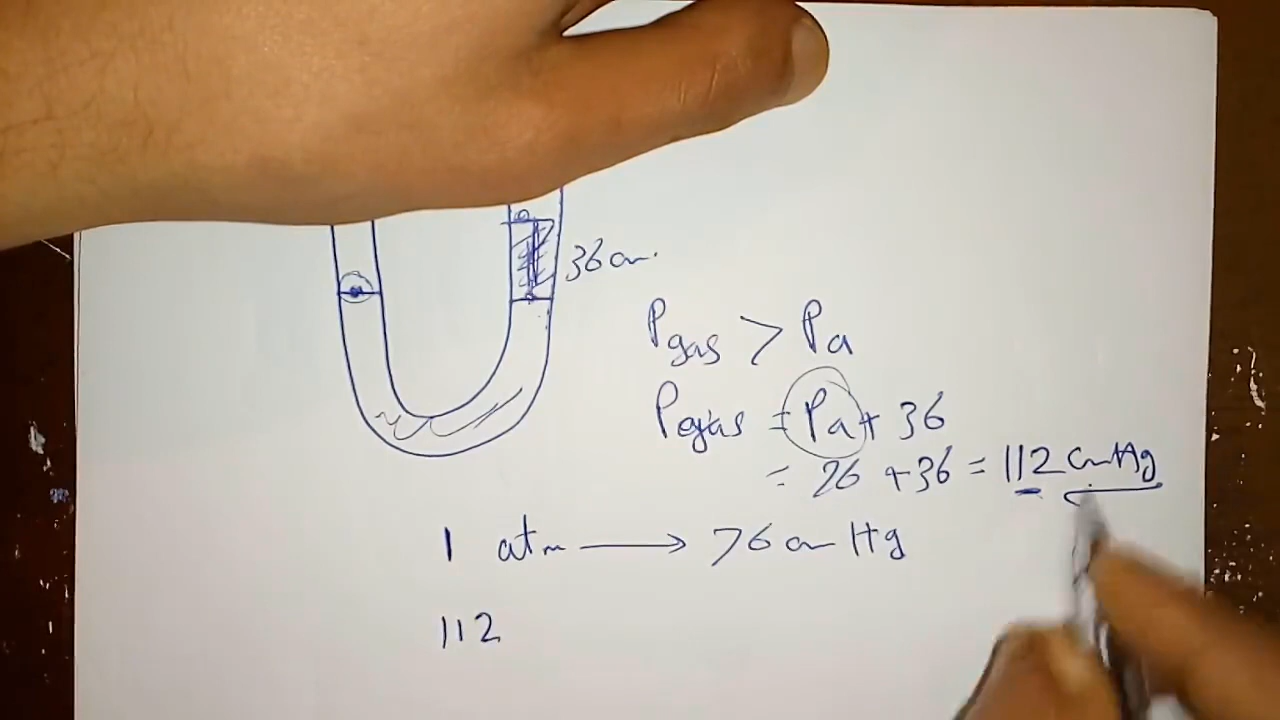 36 cm.
Pgas > Pa
Pgas = Pa + 36
= 76 + 36 = 112 cmHg
1 atm → 76 cm Hg
112